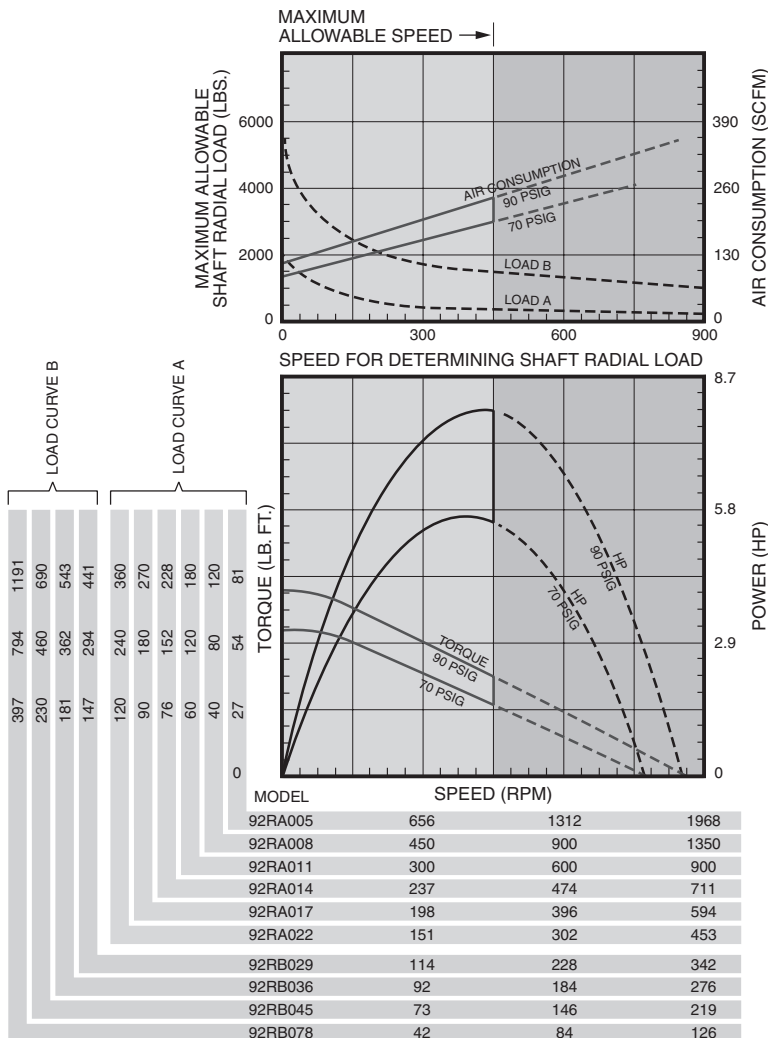 MAXIMUM
ALLOWABLE SPEED
MAXIMUM ALLOWABLE
SHAFT RADIAL LOAD (LBS.)
6000
4000
2000
0
AIR CONSUMPTION (SCFM)
390
260
130
0
AIR CONSUMPTION
90 PSIG
70 PSIG
LOAD B
LOAD A
0 300 600 900
SPEED FOR DETERMINING SHAFT RADIAL LOAD
LOAD CURVE B
LOAD CURVE A
1191 690 543 441 360 270 228 180 120 81
794 460 362 294 240 180 152 120 80 54
397 230 181 147 120 90 76 60 40 27
0
TORQUE (LB. FT.)
8.7
5.8
2.9
0
POWER (HP)
HP
90 PSIG
HP
70 PSIG
TORQUE
90 PSIG
70 PSIG
MODEL SPEED (RPM)
92RA005 656 1312 1968
92RA008 450 900 1350
92RA011 300 600 900
92RA014 237 474 711
92RA017 198 396 594
92RA022 151 302 453
92RB029 114 228 342
92RB036 92 184 276
92RB045 73 146 219
92RB078 42 84 126